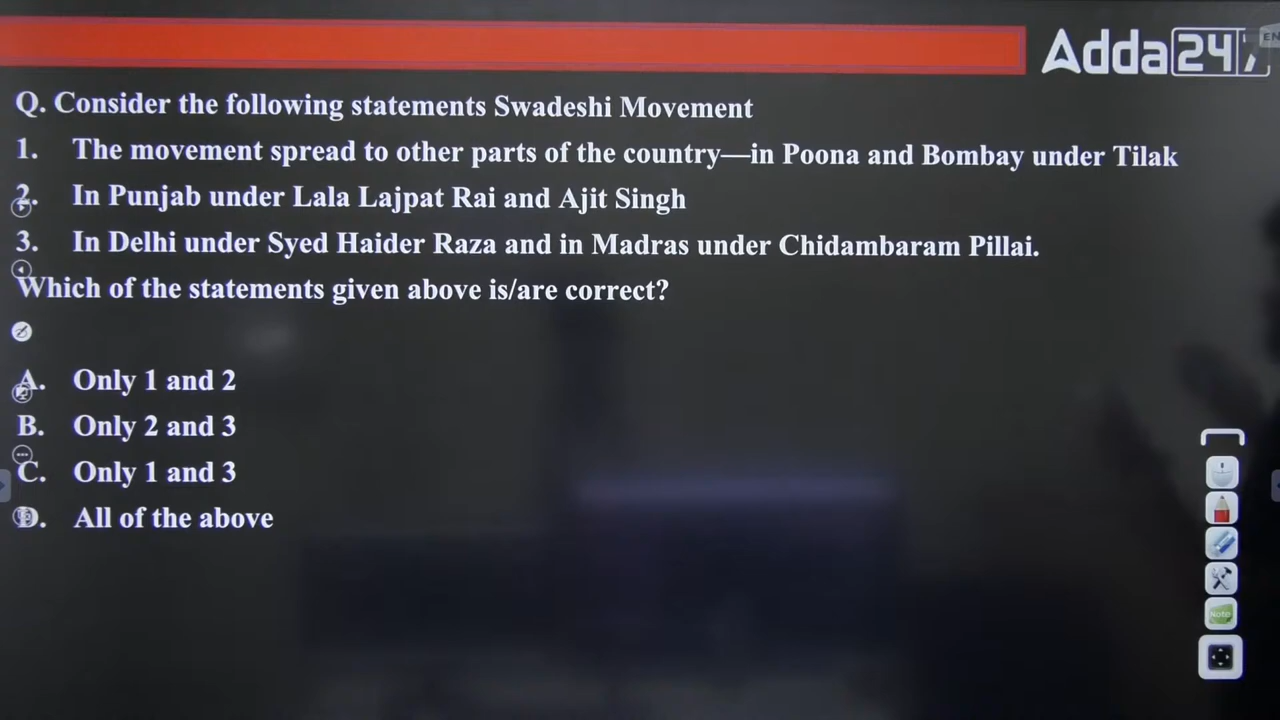 Adda247
EN
Q. Consider the following statements Swadeshi Movement
1. The movement spread to other parts of the country—in Poona and Bombay under Tilak
2. In Punjab under Lala Lajpat Rai and Ajit Singh
3. In Delhi under Syed Haider Raza and in Madras under Chidambaram Pillai.
Which of the statements given above is/are correct?
A. Only 1 and 2
B. Only 2 and 3
C. Only 1 and 3
D. All of the above
Note